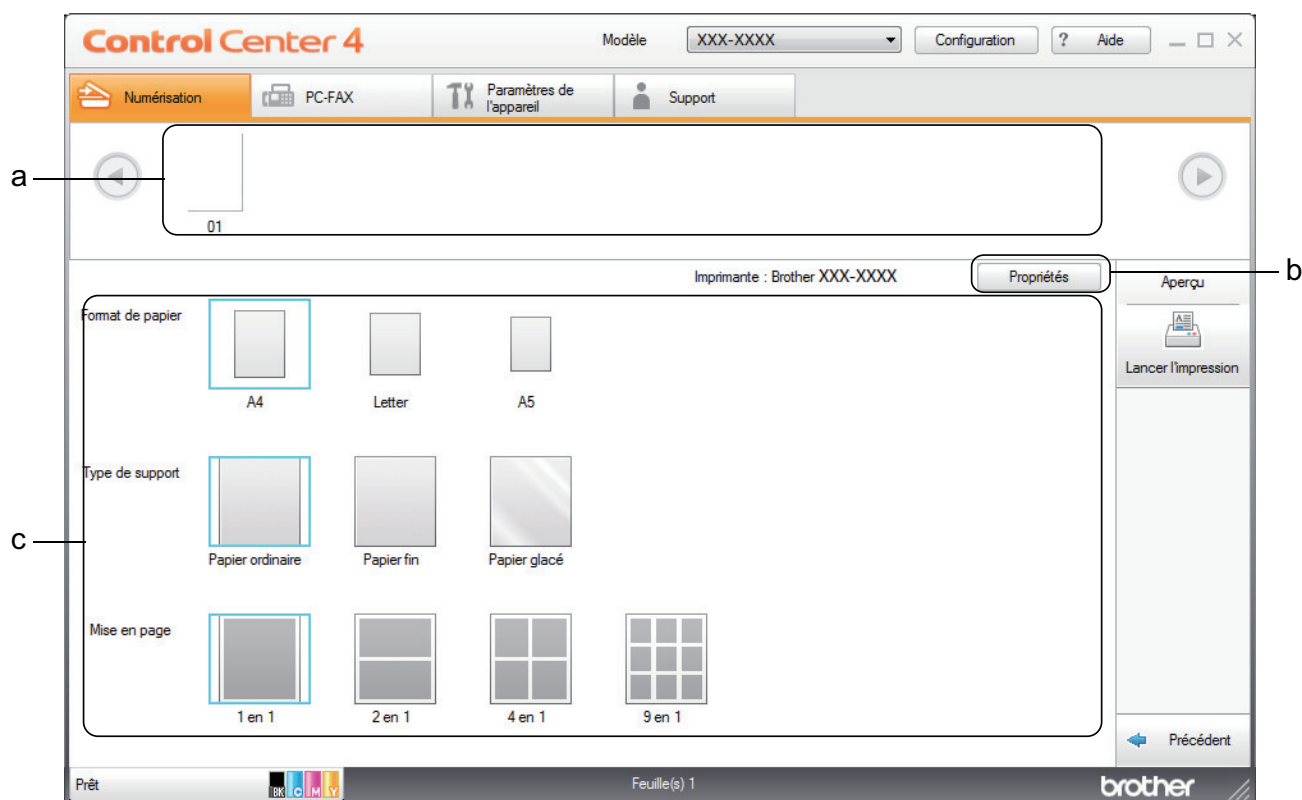 Control Center 4
Modèle XXX-XXXX Configuration ? Aide
Numérisation PC-FAX Paramètres de l'appareil Support
a
01
Imprimante : Brother XXX-XXXX Propriétés b
Aperçu
Lancer l'impression
Format de papier
A4 Letter A5
Type de support
c
Papier ordinaire Papier fin Papier glacé
Mise en page
1 en 1 2 en 1 4 en 1 9 en 1
Précédent
Prêt BK C M Y Feuille(s) 1 brother